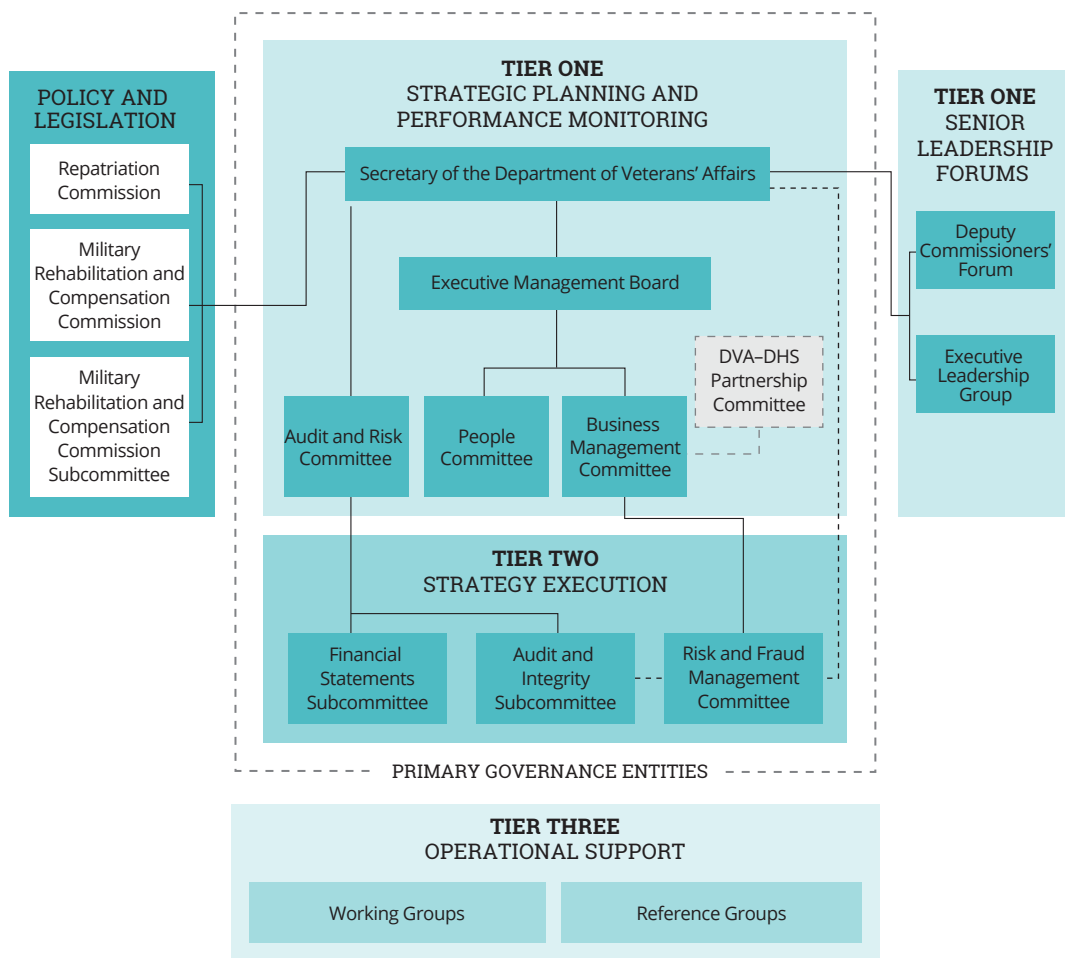 POLICY AND
LEGISLATION
Repatriation
Commission
Military
Rehabilitation and
Compensation
Commission
Military
Rehabilitation and
Compensation
Commission
Subcommittee
TIER ONE
STRATEGIC PLANNING AND
PERFORMANCE MONITORING
Secretary of the Department of Veterans’ Affairs
Executive Management Board
DVA–DHS
Partnership
Committee
Audit and Risk
Committee
People
Committee
Business
Management
Committee
TIER TWO
STRATEGY EXECUTION
Financial
Statements
Subcommittee
Audit and
Integrity
Subcommittee
Risk and Fraud
Management
Committee
PRIMARY GOVERNANCE ENTITIES
TIER ONE
SENIOR
LEADERSHIP
FORUMS
Deputy
Commissioners’
Forum
Executive
Leadership
Group
TIER THREE
OPERATIONAL SUPPORT
Working Groups
Reference Groups